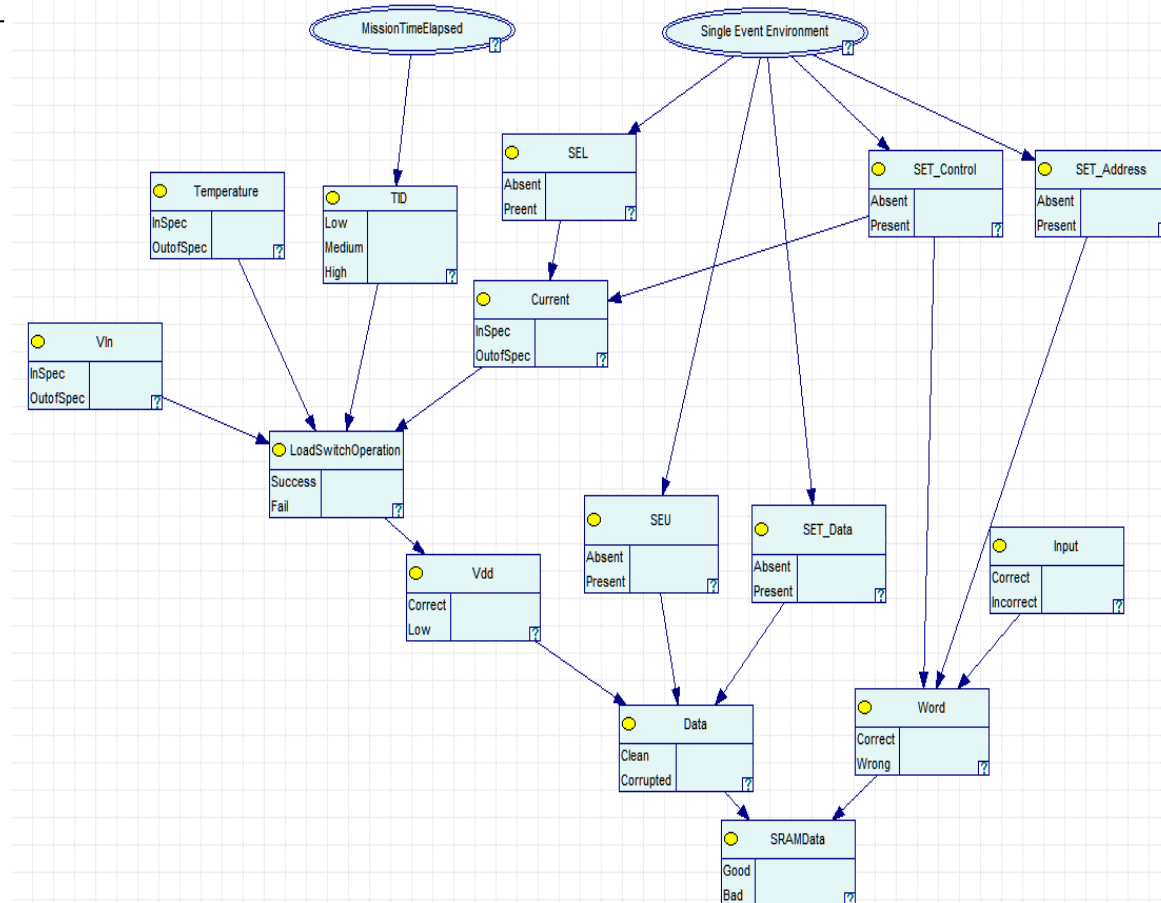 MissionTimeElapsed
?
Single Event Environment
?
SEL
Absent
Preent
?
SET_Control
Absent
Present
?
SET_Address
Absent
Present
Temperature
InSpec
OutofSpec
?
TID
Low
Medium
High
?
Current
InSpec
OutofSpec
?
VIn
InSpec
OutofSpec
?
LoadSwitchOperation
Success
Fail
?
SEU
Absent
Present
?
SET_Data
Absent
Present
?
Input
Correct
Incorrect
?
Vdd
Correct
Low
?
Data
Clean
Corrupted
?
Word
Correct
Wrong
?
SRAMData
Good
Bad
?